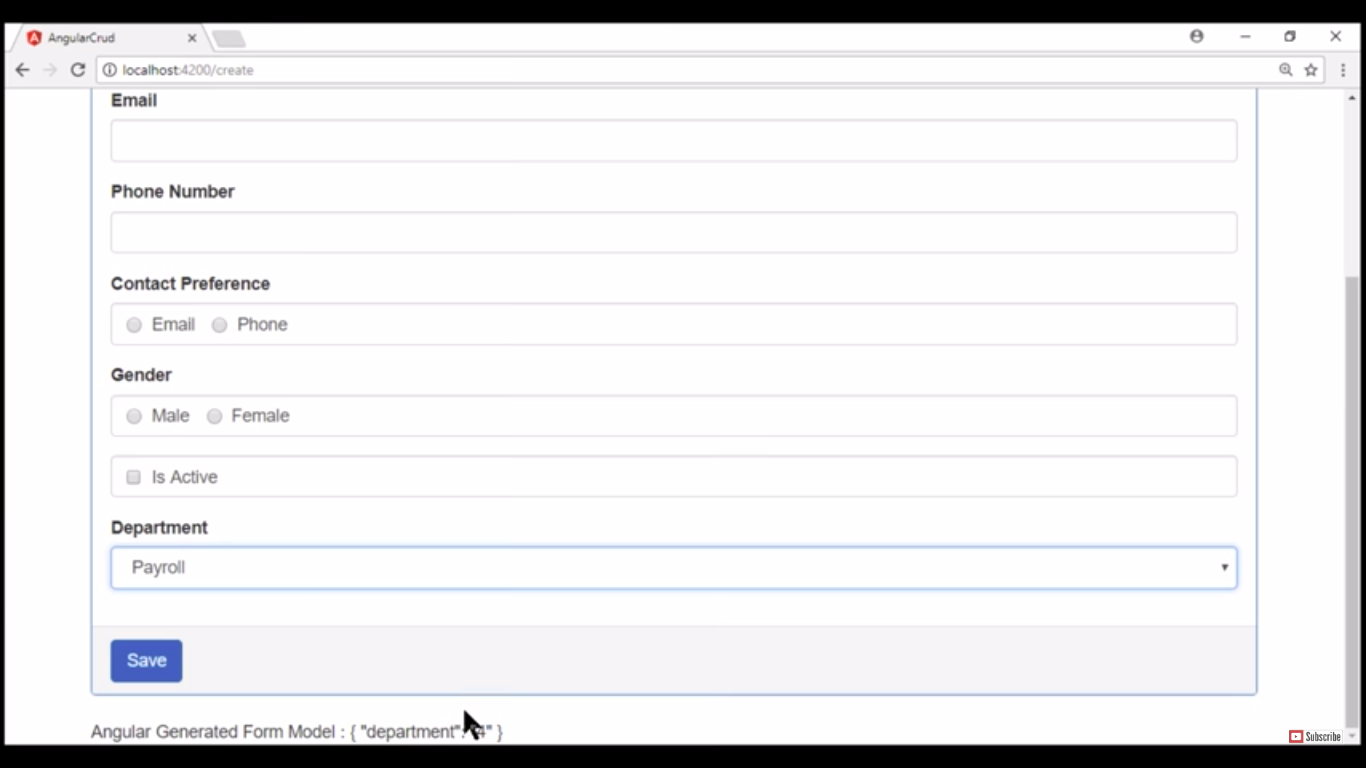 AngularCrud
localhost:4200/create
Email
Phone Number
Contact Preference
Email Phone
Gender
Male Female
Is Active
Department
Payroll
Save
Angular Generated Form Model : { "department": "4" }
Subscribe